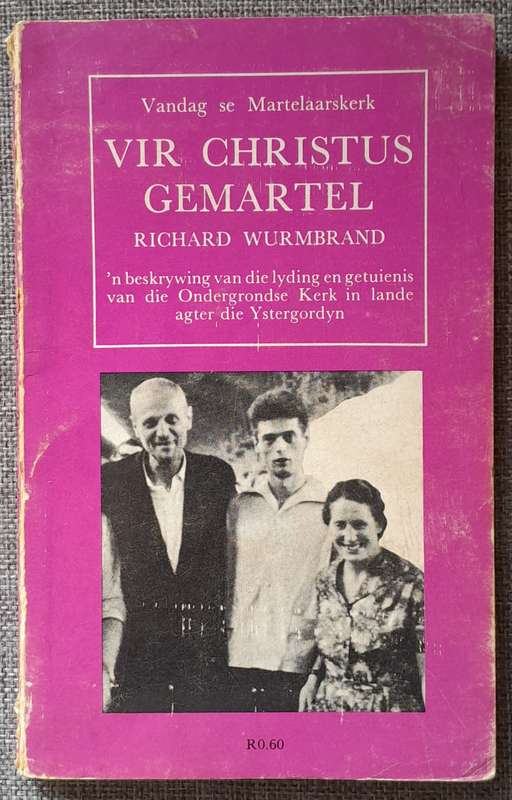 Vandag se Martelaarskerk
VIR CHRISTUS
GEMARTEL
RICHARD WURMBRAND
'n beskrywing van die lyding en getuienis
van die Ondergrondse Kerk in lande
agter die Ystergordyn
R0.60